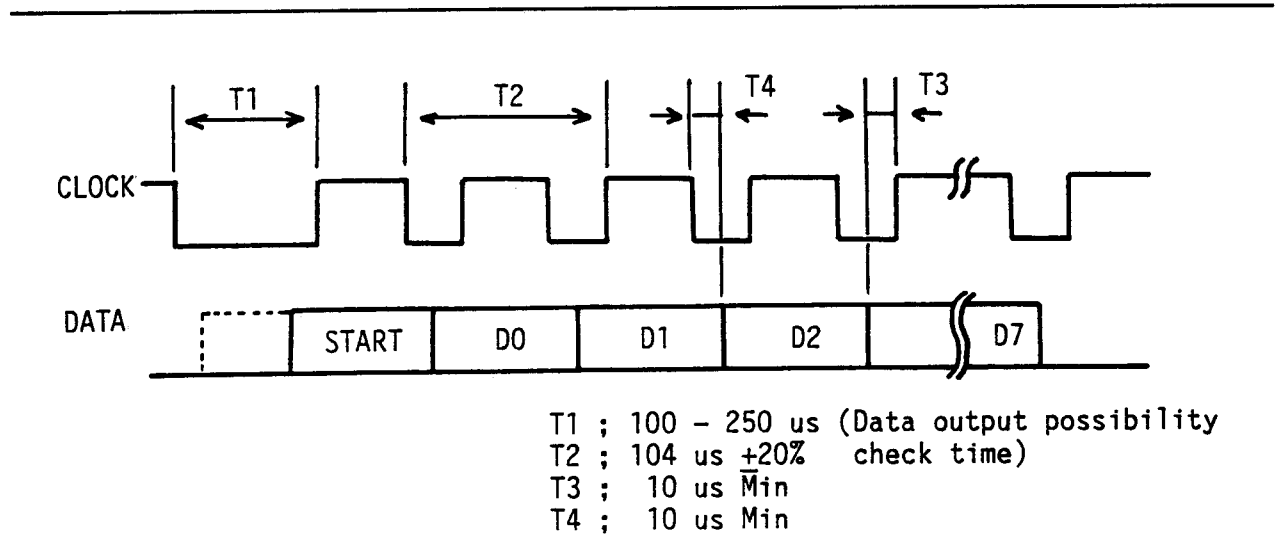 T1 T2 T4 T3
CLOCK
DATA START D0 D1 D2 D7
T1 ; 100 – 250 us (Data output possibility
T2 ; 104 us ±20% check time)
T3 ; 10 us Min
T4 ; 10 us Min